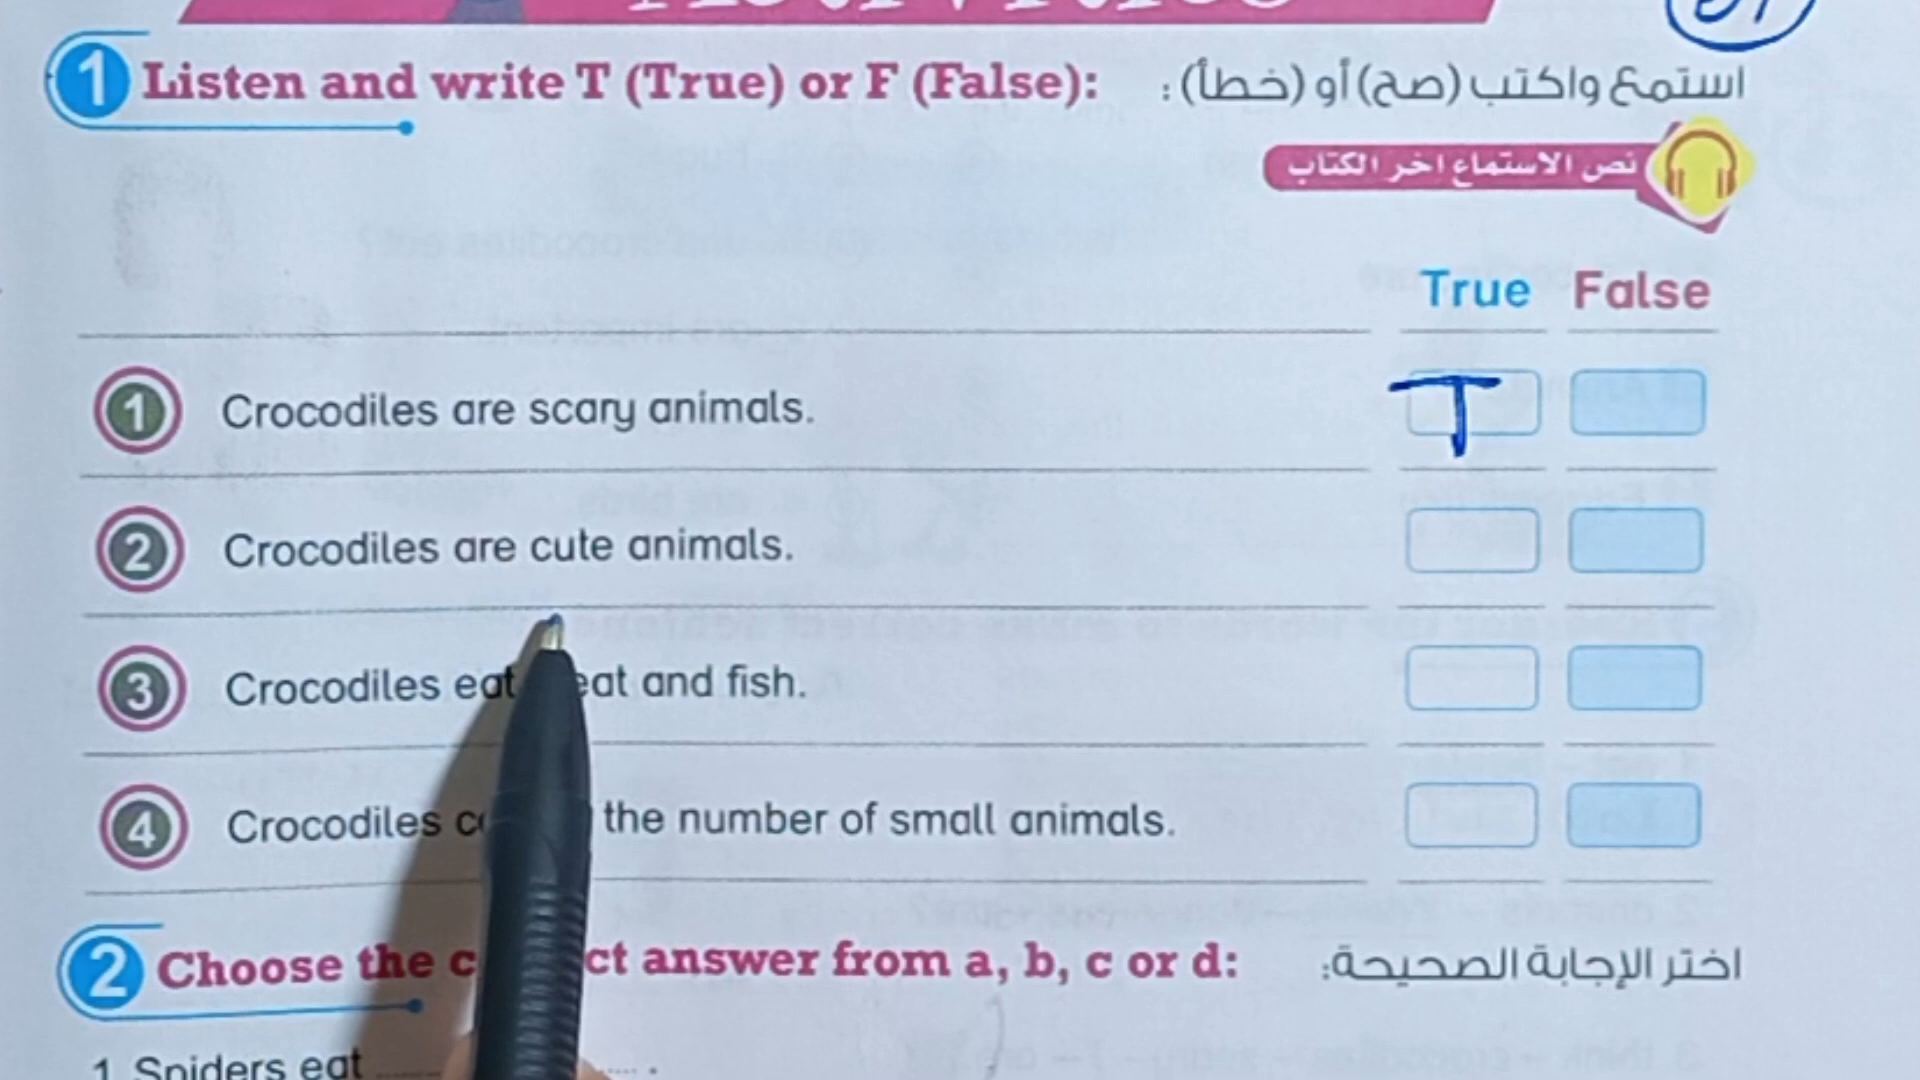 1 Listen and write T (True) or F (False): استمع واكتب (صح) أو (خطأ) :
نص الاستماع اخر الكتاب
True False
1 Crocodiles are scary animals. T
2 Crocodiles are cute animals.
3 Crocodiles eat and fish.
4 Crocodiles the number of small animals.
2 Choose the answer from a, b, c or d: اختر الإجابة الصحيحة:
1. Spiders eat ........ .